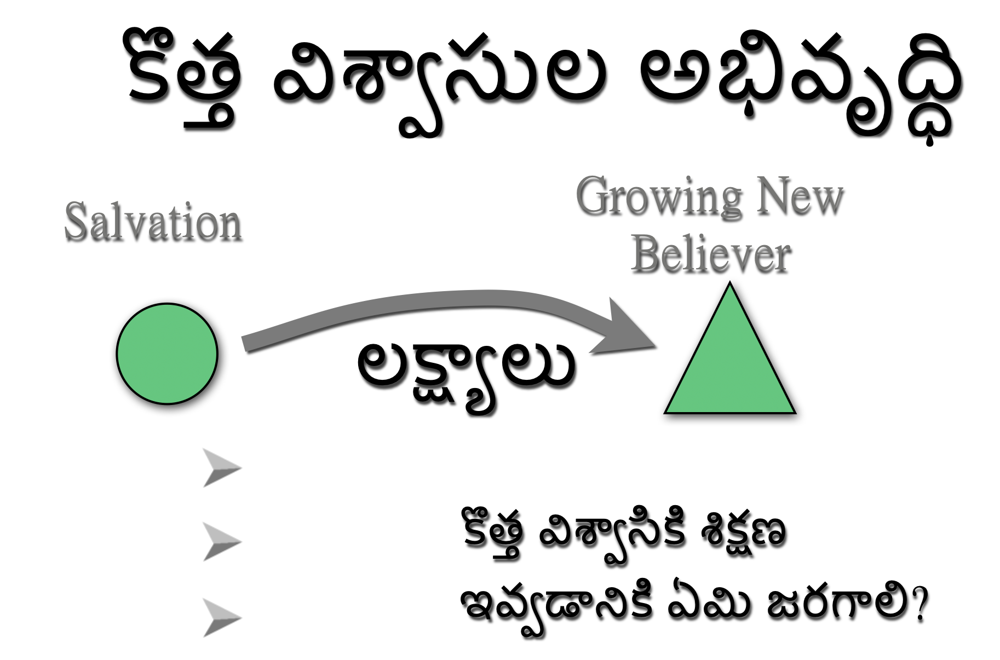 కొత్త విశ్వాసుల అభివృద్ధి
Salvation
Growing New
Believer
లక్ష్యాలు
కొత్త విశ్వాసికి శిక్షణ
ఇవ్వడానికి ఏమి జరగాలి?